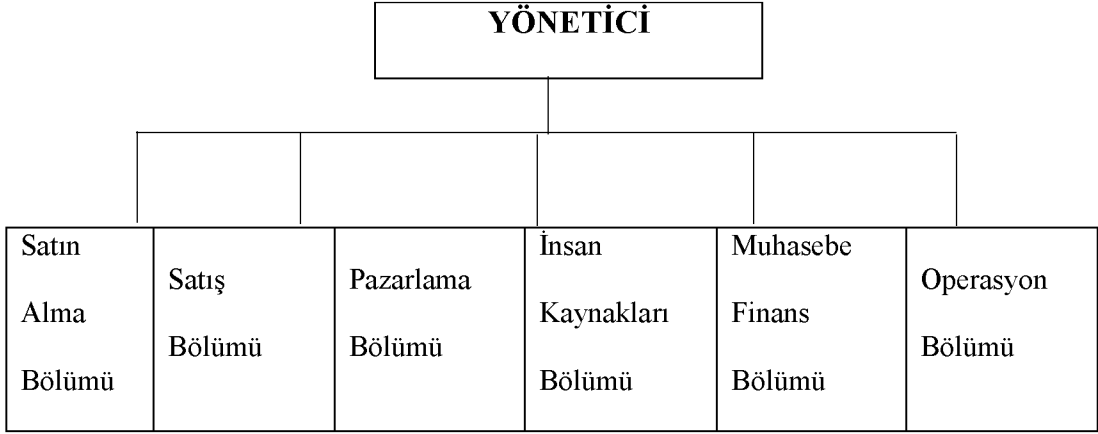 YÖNETİCİ
Satın
Alma
Bölümü
Satış
Bölümü
Pazarlama
Bölümü
İnsan
Kaynakları
Bölümü
Muhasebe
Finans
Bölümü
Operasyon
Bölümü